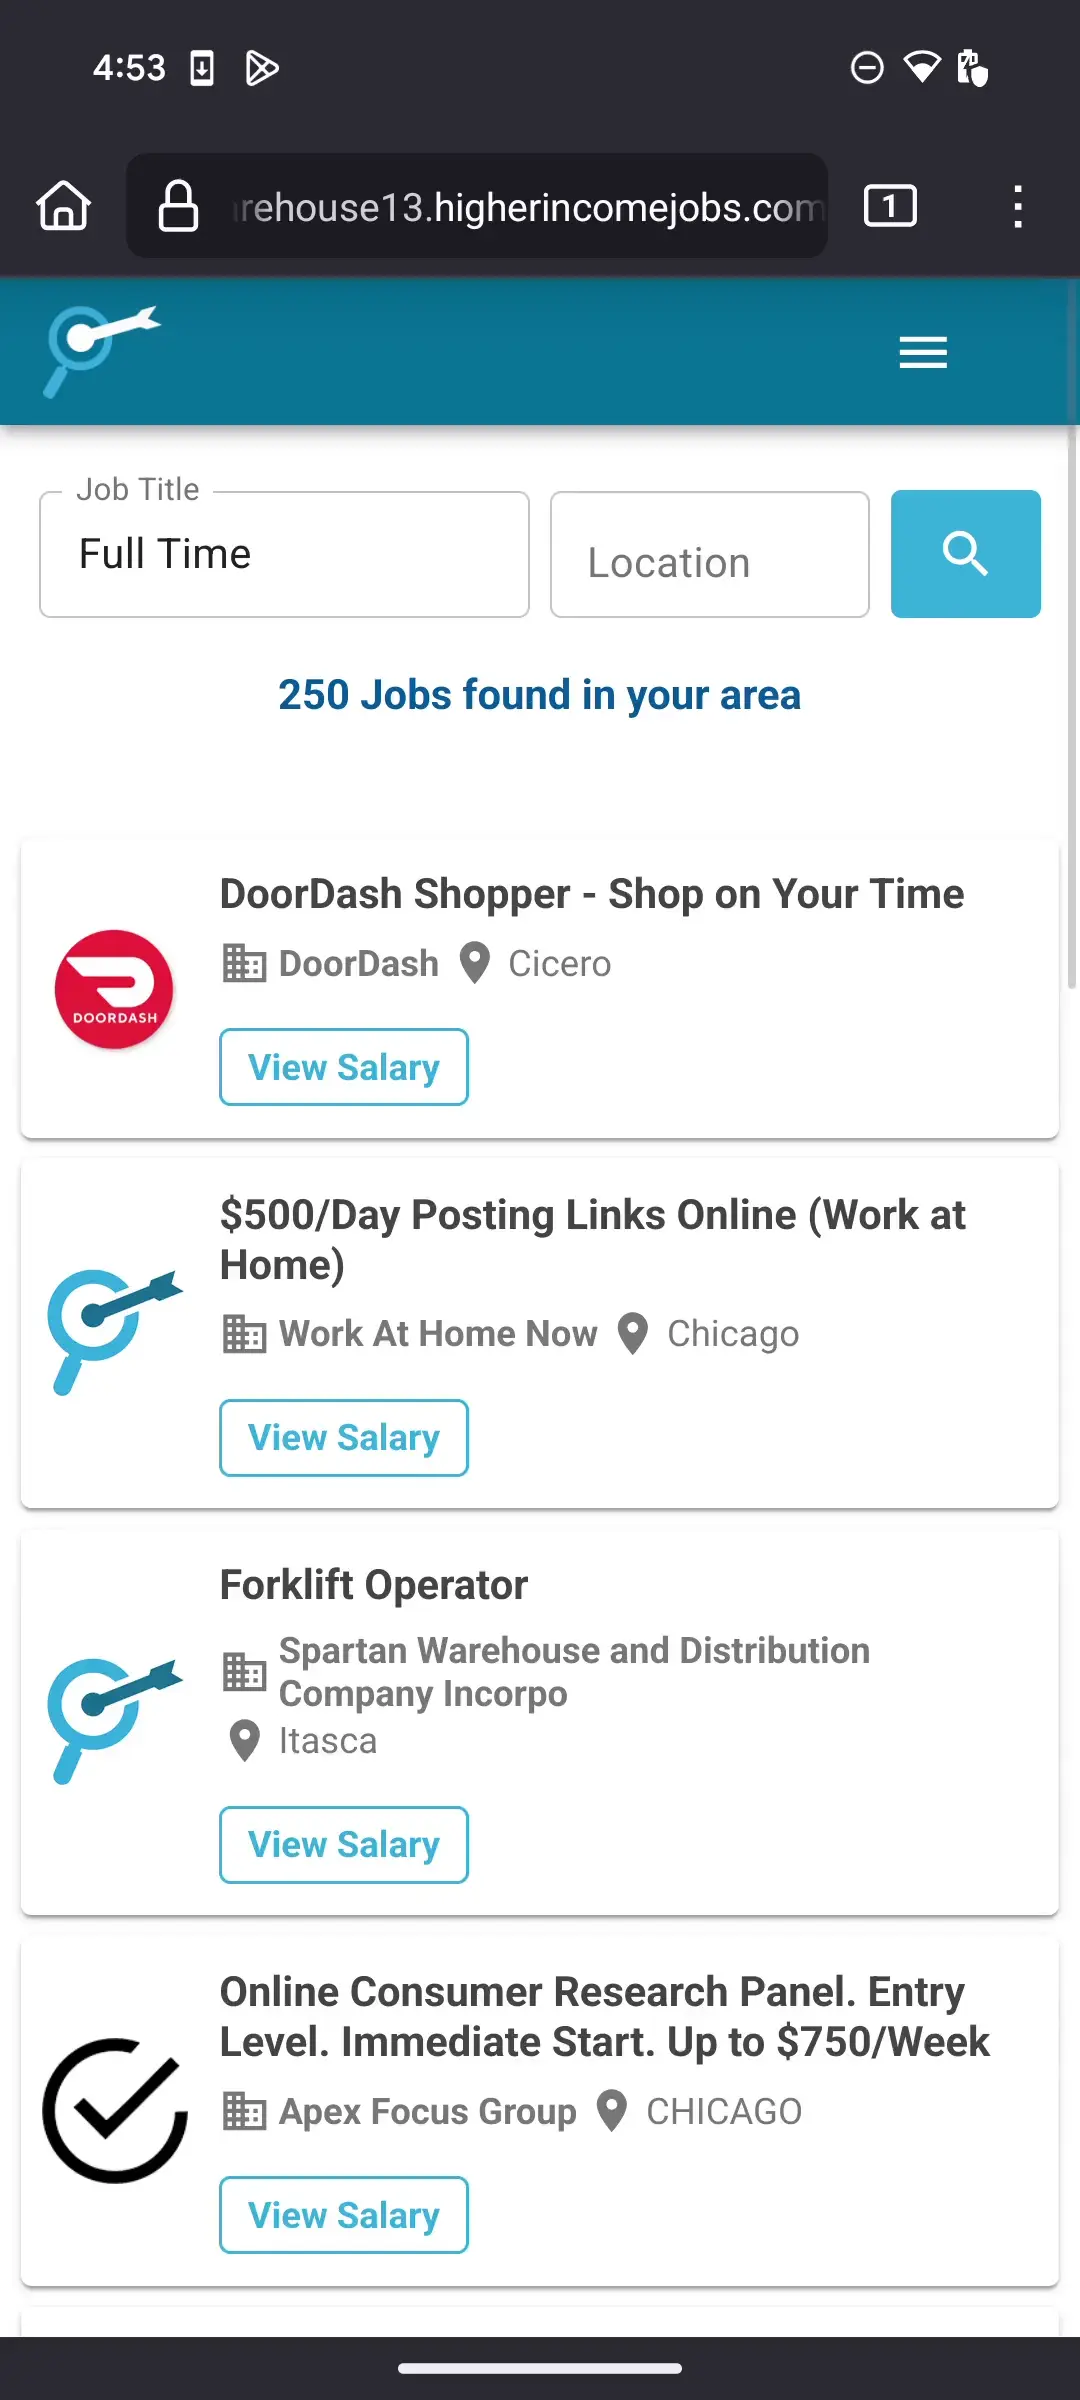 4:53
rehouse13.higherincomejobs.com
1
Job Title
Full Time
Location
250 Jobs found in your area
DoorDash Shopper - Shop on Your Time
DoorDash Cicero
DOORDASH
View Salary
$500/Day Posting Links Online (Work at
Home)
Work At Home Now Chicago
View Salary
Forklift Operator
Spartan Warehouse and Distribution
Company Incorpo
Itasca
View Salary
Online Consumer Research Panel. Entry
Level. Immediate Start. Up to $750/Week
Apex Focus Group CHICAGO
View Salary